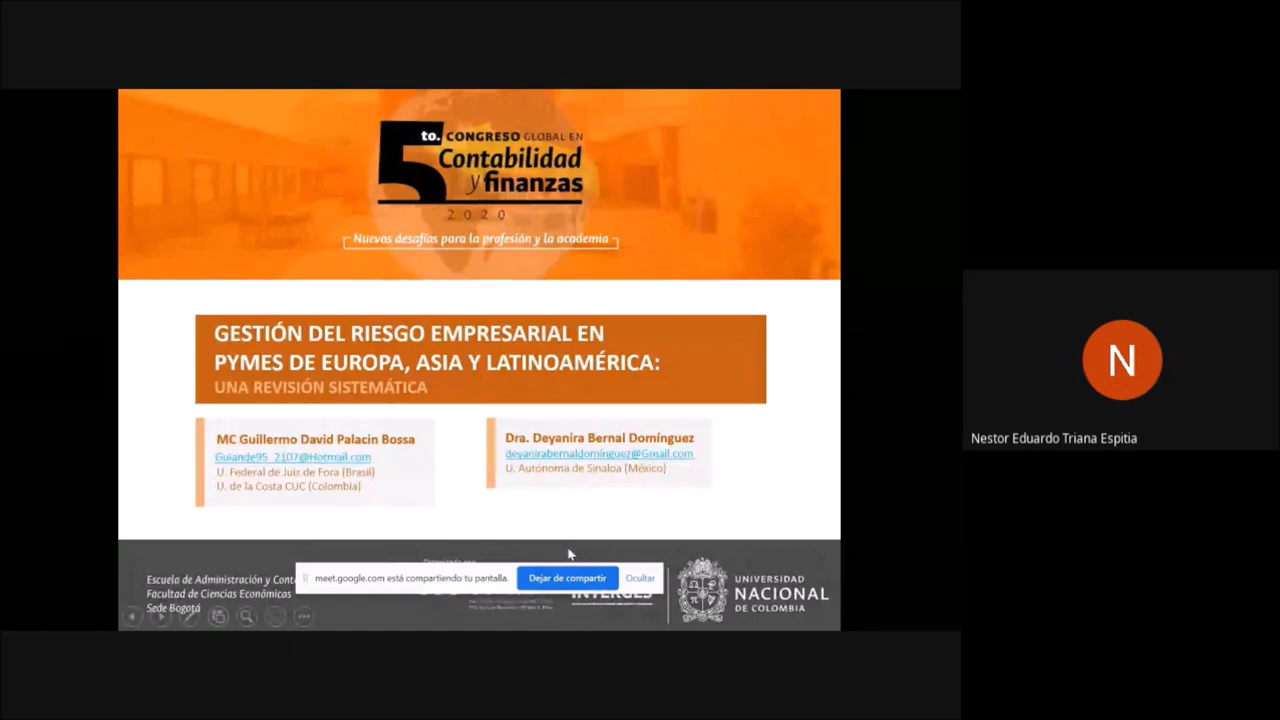 5to. CONGRESO GLOBAL EN
Contabilidad
y finanzas
2020
Nuevos desafíos para la profesión y la academia
GESTIÓN DEL RIESGO EMPRESARIAL EN
PYMES DE EUROPA, ASIA Y LATINOAMÉRICA:
UNA REVISIÓN SISTEMÁTICA
MC Guillermo David Palacin Bossa
Guiande95_2107@Hotmail.com
U. Federal de Juiz de Fora (Brasil)
U. de la Costa CUC (Colombia)
Dra. Deyanira Bernal Domínguez
deyanirabernaldominguez@Gmail.com
U. Autónoma de Sinaloa (México)
Escuela de Administración y Cont
Facultad de Ciencias Económicas
Sede Bogotá
meet.google.com está compartiendo tu pantalla.
Dejar de compartir
Ocultar
INTERGES
UNIVERSIDAD
NACIONAL
DE COLOMBIA
N
Nestor Eduardo Triana Espitia